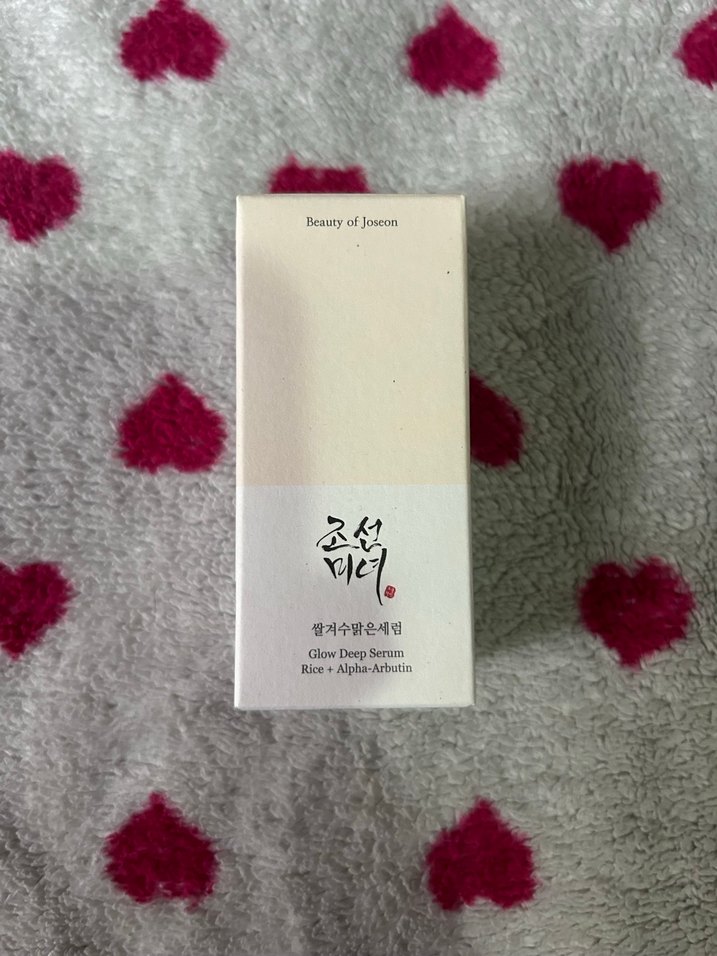 Beauty of Joseon
조선
미녀
쌀겨수맑은세럼
Glow Deep Serum
Rice + Alpha-Arbutin